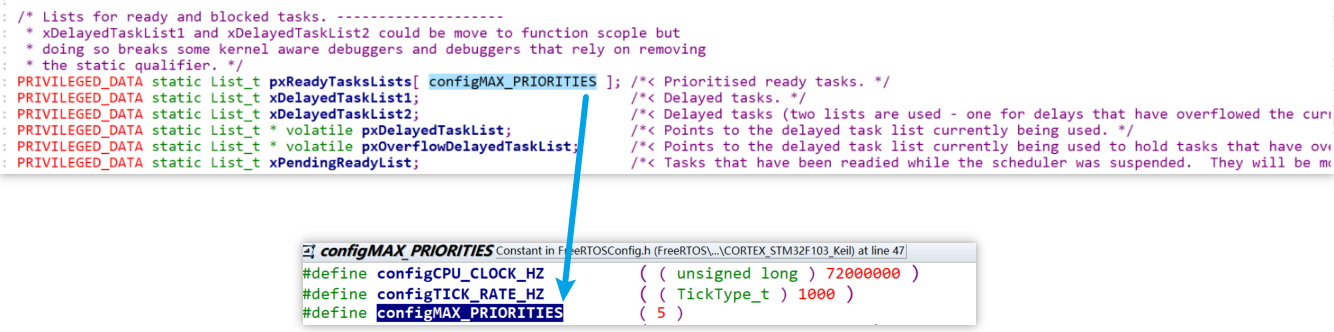 /* Lists for ready and blocked tasks. --------------------
* xDelayedTaskList1 and xDelayedTaskList2 could be move to function scople but
* doing so breaks some kernel aware debuggers and debuggers that rely on removing
* the static qualifier. */
PRIVILEGED_DATA static List_t pxReadyTasksLists[ configMAX_PRIORITIES ]; /*< Prioritised ready tasks. */
PRIVILEGED_DATA static List_t xDelayedTaskList1; /*< Delayed tasks. */
PRIVILEGED_DATA static List_t xDelayedTaskList2; /*< Delayed tasks (two lists are used - one for delays that have overflowed the
PRIVILEGED_DATA static List_t * volatile pxDelayedTaskList; /*< Points to the delayed task list currently being used. */
PRIVILEGED_DATA static List_t * volatile pxOverflowDelayedTaskList; /*< Points to the delayed task list currently being used to hold tasks that have
PRIVILEGED_DATA static List_t xPendingReadyList; /*< Tasks that have been readied while the scheduler was suspended. They will be
configMAX_PRIORITIES Constant in FreeRTOSConfig.h (FreeRTOS\...\CORTEX_STM32F103_Keil) at line 47
#define configCPU_CLOCK_HZ ( ( unsigned long ) 72000000 )
#define configTICK_RATE_HZ ( ( TickType_t ) 1000 )
#define configMAX_PRIORITIES ( 5 )